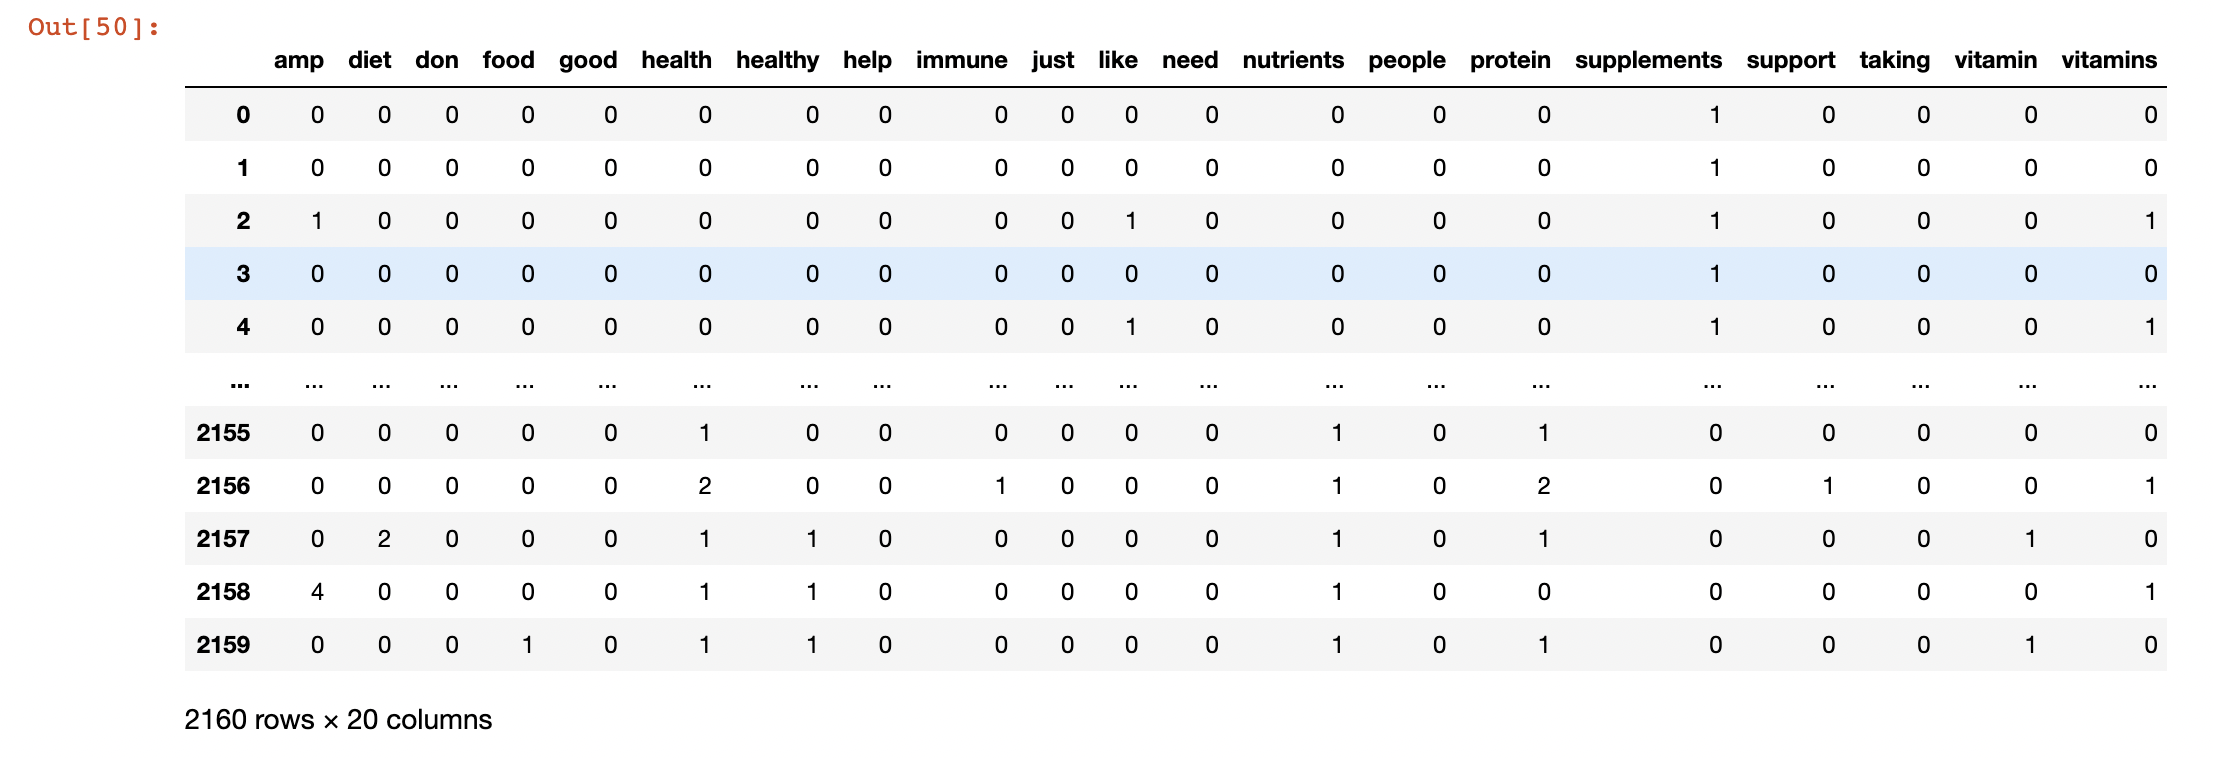 Out[50]:
amp diet don food good health healthy help immune just like need nutrients people protein supplements support taking vitamin vitamins
0 0 0 0 0 0 0 0 0 0 0 0 0 0 0 0 1 0 0 0 0
1 0 0 0 0 0 0 0 0 0 0 0 0 0 0 0 1 0 0 0 0
2 1 0 0 0 0 0 0 0 0 0 1 0 0 0 0 1 0 0 0 1
3 0 0 0 0 0 0 0 0 0 0 0 0 0 0 0 1 0 0 0 0
4 0 0 0 0 0 0 0 0 0 0 1 0 0 0 0 1 0 0 0 1
... ... ... ... ... ... ... ... ... ... ... ... ... ... ... ... ... ... ... ... ...
2155 0 0 0 0 0 1 0 0 0 0 0 0 1 0 1 0 0 0 0 0
2156 0 0 0 0 0 2 0 0 1 0 0 0 1 0 2 0 1 0 0 1
2157 0 2 0 0 0 1 1 0 0 0 0 0 1 0 1 0 0 0 1 0
2158 4 0 0 0 0 1 1 0 0 0 0 0 1 0 0 0 0 0 0 1
2159 0 0 0 1 0 1 1 0 0 0 0 0 1 0 1 0 0 0 1 0
2160 rows × 20 columns